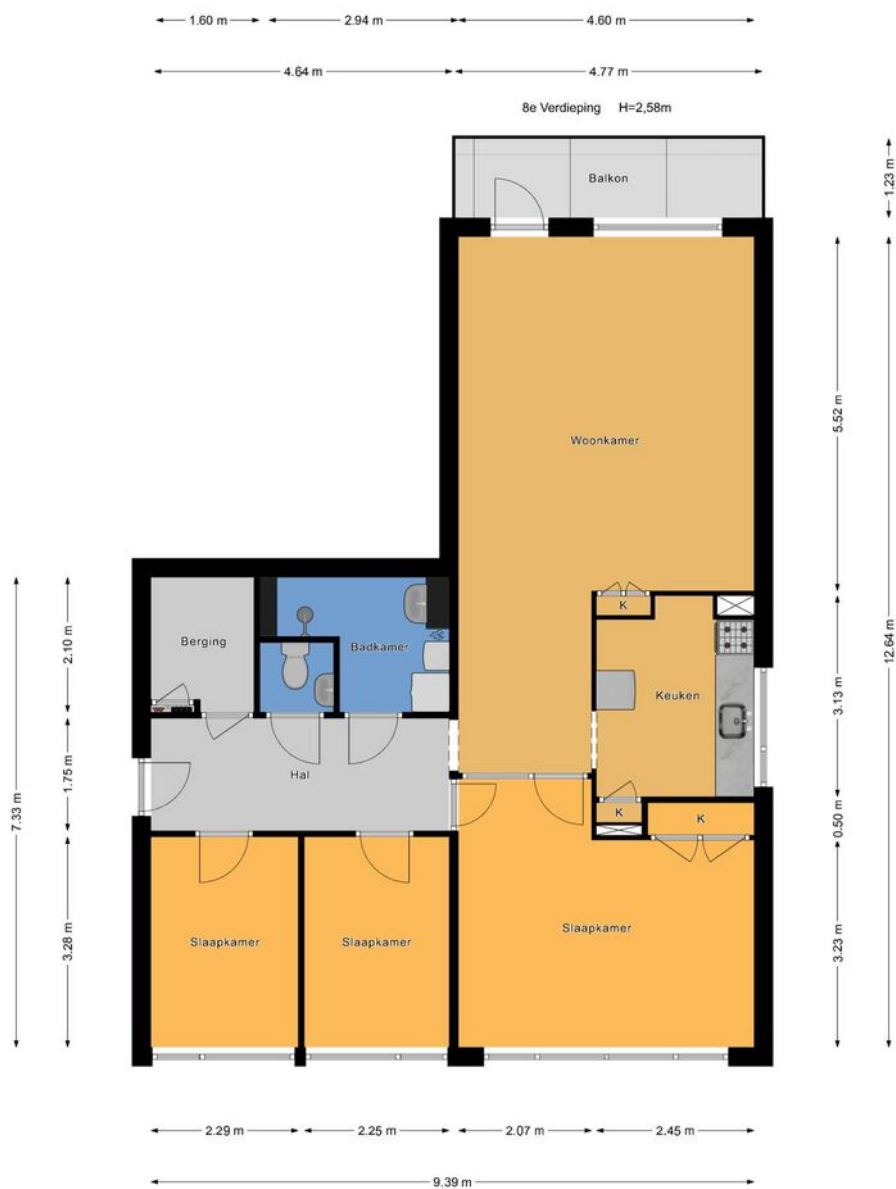 1.60 m 2.94 m 4.60 m
4.64 m 4.77 m
8e Verdieping H=2,58m
Balkon
1.23 m
Woonkamer
5.52 m
12.64 m
K
Berging
Badkamer
Keuken
2.10 m
3.13 m
Hal
1.75 m
7.33 m
K
K
0.50 m
Slaapkamer
Slaapkamer
Slaapkamer
3.28 m
3.23 m
2.29 m 2.25 m 2.07 m 2.45 m
9.39 m